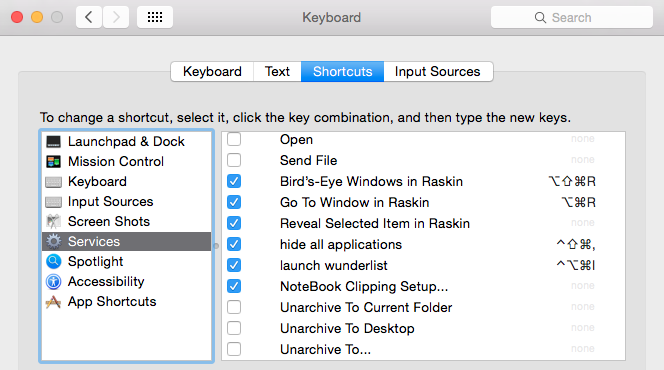 Keyboard
Search
Keyboard Text Shortcuts Input Sources
To change a shortcut, select it, click the key combination, and then type the new keys.
Launchpad & Dock
Mission Control
Keyboard
Input Sources
Screen Shots
Services
Spotlight
Accessibility
App Shortcuts
Open none
Send File none
Bird's-Eye Windows in Raskin ⌥⇧⌘R
Go To Window in Raskin ⌥⌘R
Reveal Selected Item in Raskin none
hide all applications ^⇧⌘,
launch wunderlist ^⌥⌘l
NoteBook Clipping Setup... none
Unarchive To Current Folder none
Unarchive To Desktop none
Unarchive To... none